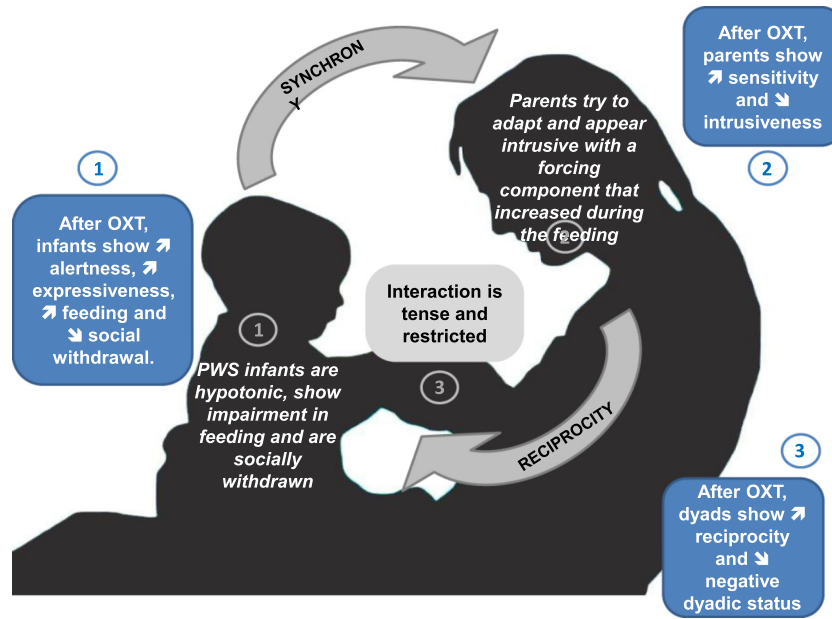 SYNCHRON
Y
After OXT,
parents show
↗ sensitivity
and ↘
intrusiveness
2
Parents try to
adapt and appear
intrusive with a
forcing
component that
increased during
the feeding
2
1
After OXT,
infants show ↗
alertness, ↗
expressiveness,
↗ feeding and
↘ social
withdrawal.
Interaction is
tense and
restricted
1
PWS infants are
hypotonic, show
impairment in
feeding and are
socially
withdrawn
3
RECIPROCITY
3
After OXT,
dyads show ↗
reciprocity
and ↘
negative
dyadic status